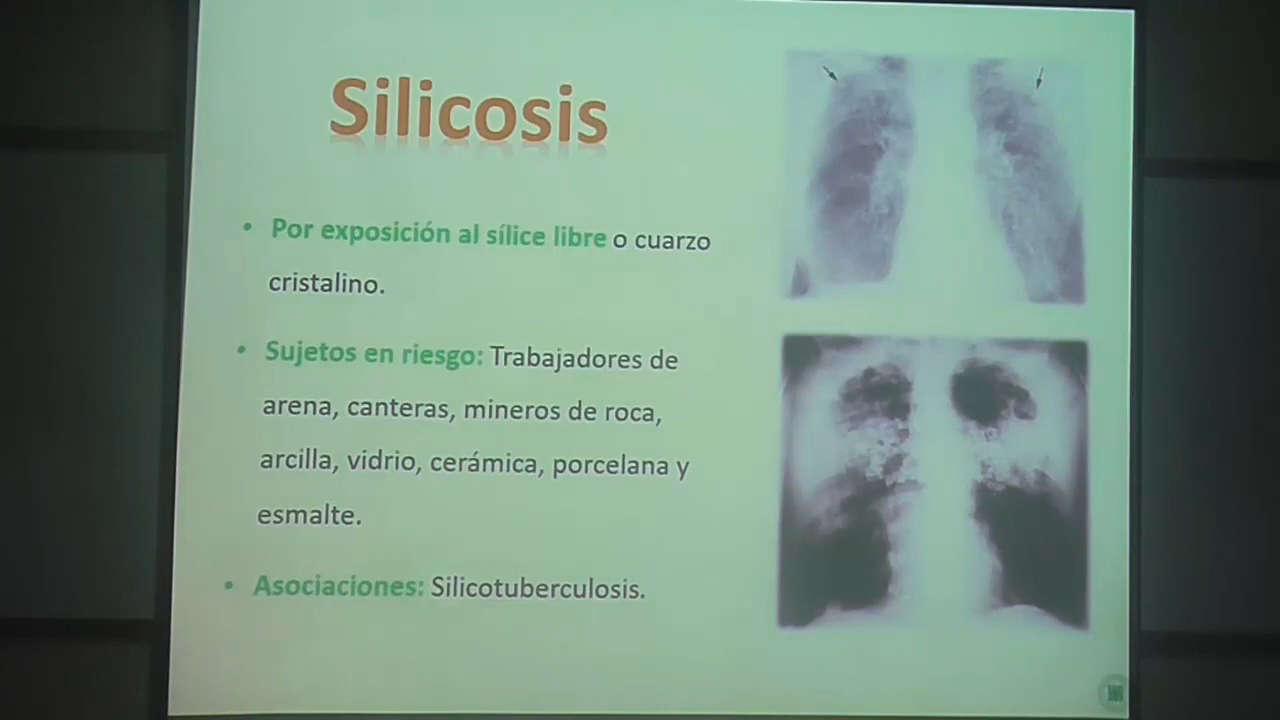 Silicosis
• Por exposición al sílice libre o cuarzo
cristalino.
• Sujetos en riesgo: Trabajadores de
arena, canteras, mineros de roca,
arcilla, vidrio, cerámica, porcelana y
esmalte.
• Asociaciones: Silicotuberculosis.